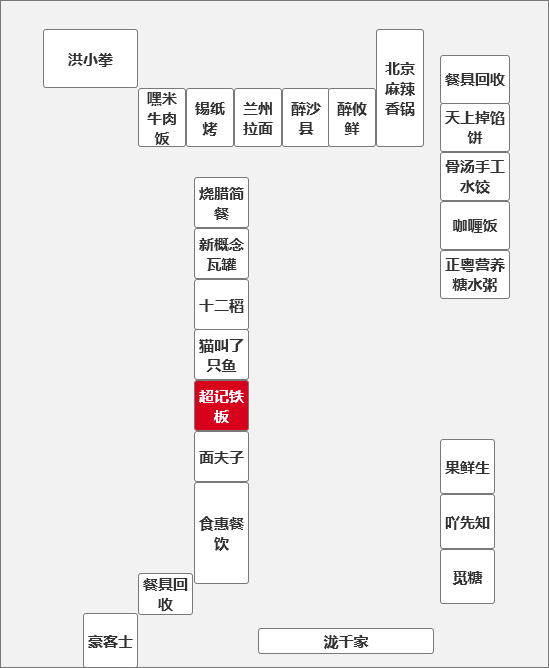 洪小拳
嘿米
牛肉
饭
锡纸
烤
兰州
拉面
醉沙
县
醉攸
鲜
北京
麻辣
香锅
餐具回收
天上掉馅
饼
骨汤手工
水饺
咖喱饭
正粤营养
糖水粥
烧腊简
餐
新概念
瓦罐
十二稻
猫叫了
只鱼
超记铁
板
面夫子
食惠餐
饮
餐具回
收
豪客士
泷千家
果鲜生
吖先知
觅糖